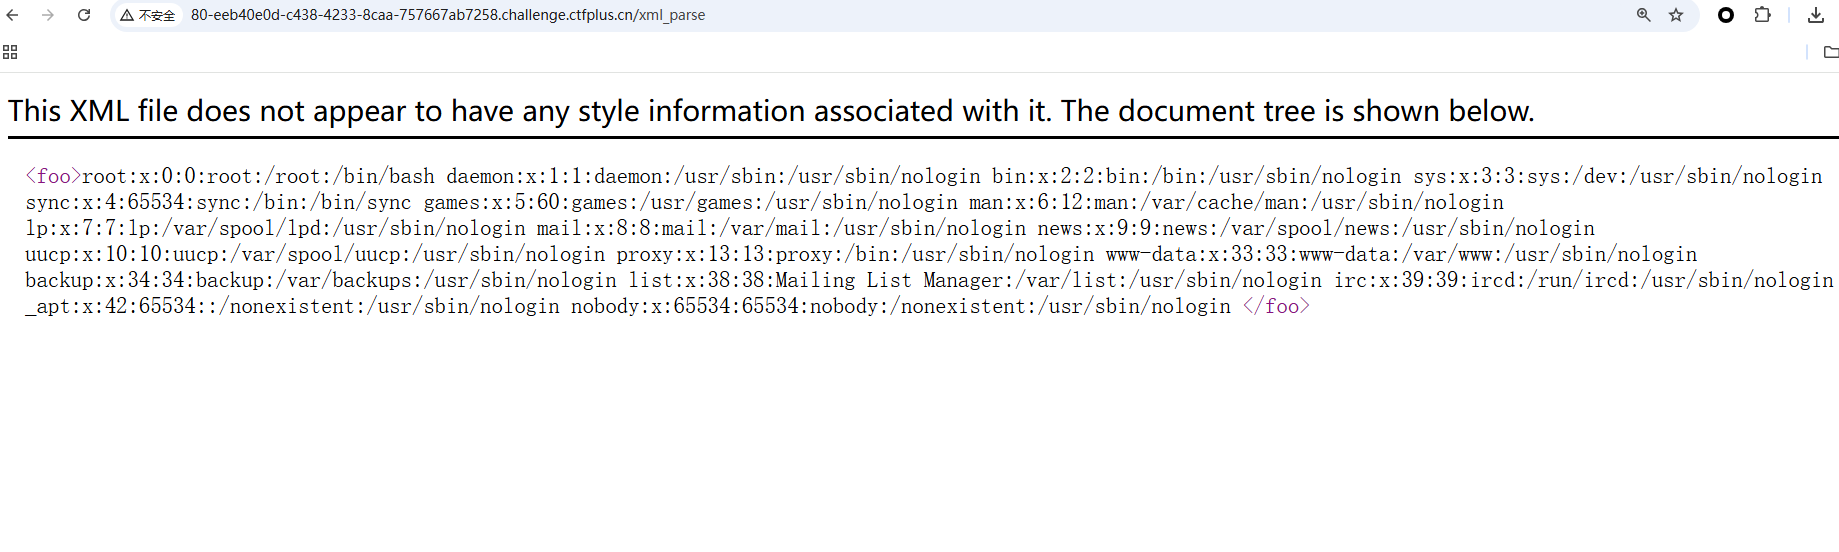 不安全 80-eeb40e0d-c438-4233-8caa-757667ab7258.challenge.ctfplus.cn/xml_parse
This XML file does not appear to have any style information associated with it. The document tree is shown below.
<foo>root:x:0:0:root:/root:/bin/bash daemon:x:1:1:daemon:/usr/sbin:/usr/sbin/nologin bin:x:2:2:bin:/bin:/usr/sbin/nologin sys:x:3:3:sys:/dev:/usr/sbin/nologin
sync:x:4:65534:sync:/bin:/bin/sync games:x:5:60:games:/usr/games:/usr/sbin/nologin man:x:6:12:man:/var/cache/man:/usr/sbin/nologin
lp:x:7:7:lp:/var/spool/lpd:/usr/sbin/nologin mail:x:8:8:mail:/var/mail:/usr/sbin/nologin news:x:9:9:news:/var/spool/news:/usr/sbin/nologin
uucp:x:10:10:uucp:/var/spool/uucp:/usr/sbin/nologin proxy:x:13:13:proxy:/bin:/usr/sbin/nologin www-data:x:33:33:www-data:/var/www:/usr/sbin/nologin
backup:x:34:34:backup:/var/backups:/usr/sbin/nologin list:x:38:38:Mailing List Manager:/var/list:/usr/sbin/nologin irc:x:39:39:ircd:/run/ircd:/usr/sbin/nologin
_apt:x:42:65534::/nonexistent:/usr/sbin/nologin nobody:x:65534:65534:nobody:/nonexistent:/usr/sbin/nologin </foo>